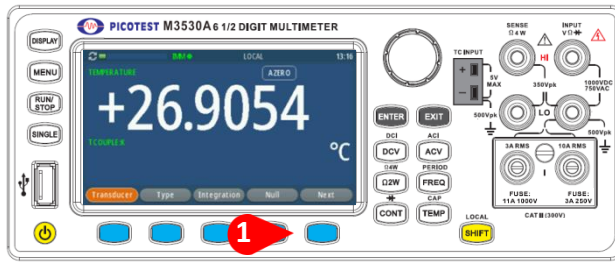 PICOTEST M3530A 6 1/2 DIGIT MULTIMETER
DISPLAY
MENU
RUN/
STOP
SINGLE
LOCAL
13:16
TEMPERATURE
AZERO
+26.9054
°C
TCOUPLE:K
Transducer
Type
Integration
Null
Next
1
TC INPUT
+
-
5V
MAX
ENTER
EXIT
DCI
ACI
DCV
ACV
Ω4W
PERIOD
Ω2W
FREQ
CAP
CONT
TEMP
LOCAL
SHIFT
SENSE
Ω 4 W
INPUT
V Ω
HI
350Vpk
1000VDC
750VAC
LO
500Vpk
500Vpk
3A RMS
10A RMS
I
FUSE:
11A 1000V
FUSE:
3A 250V
CAT II (300V)